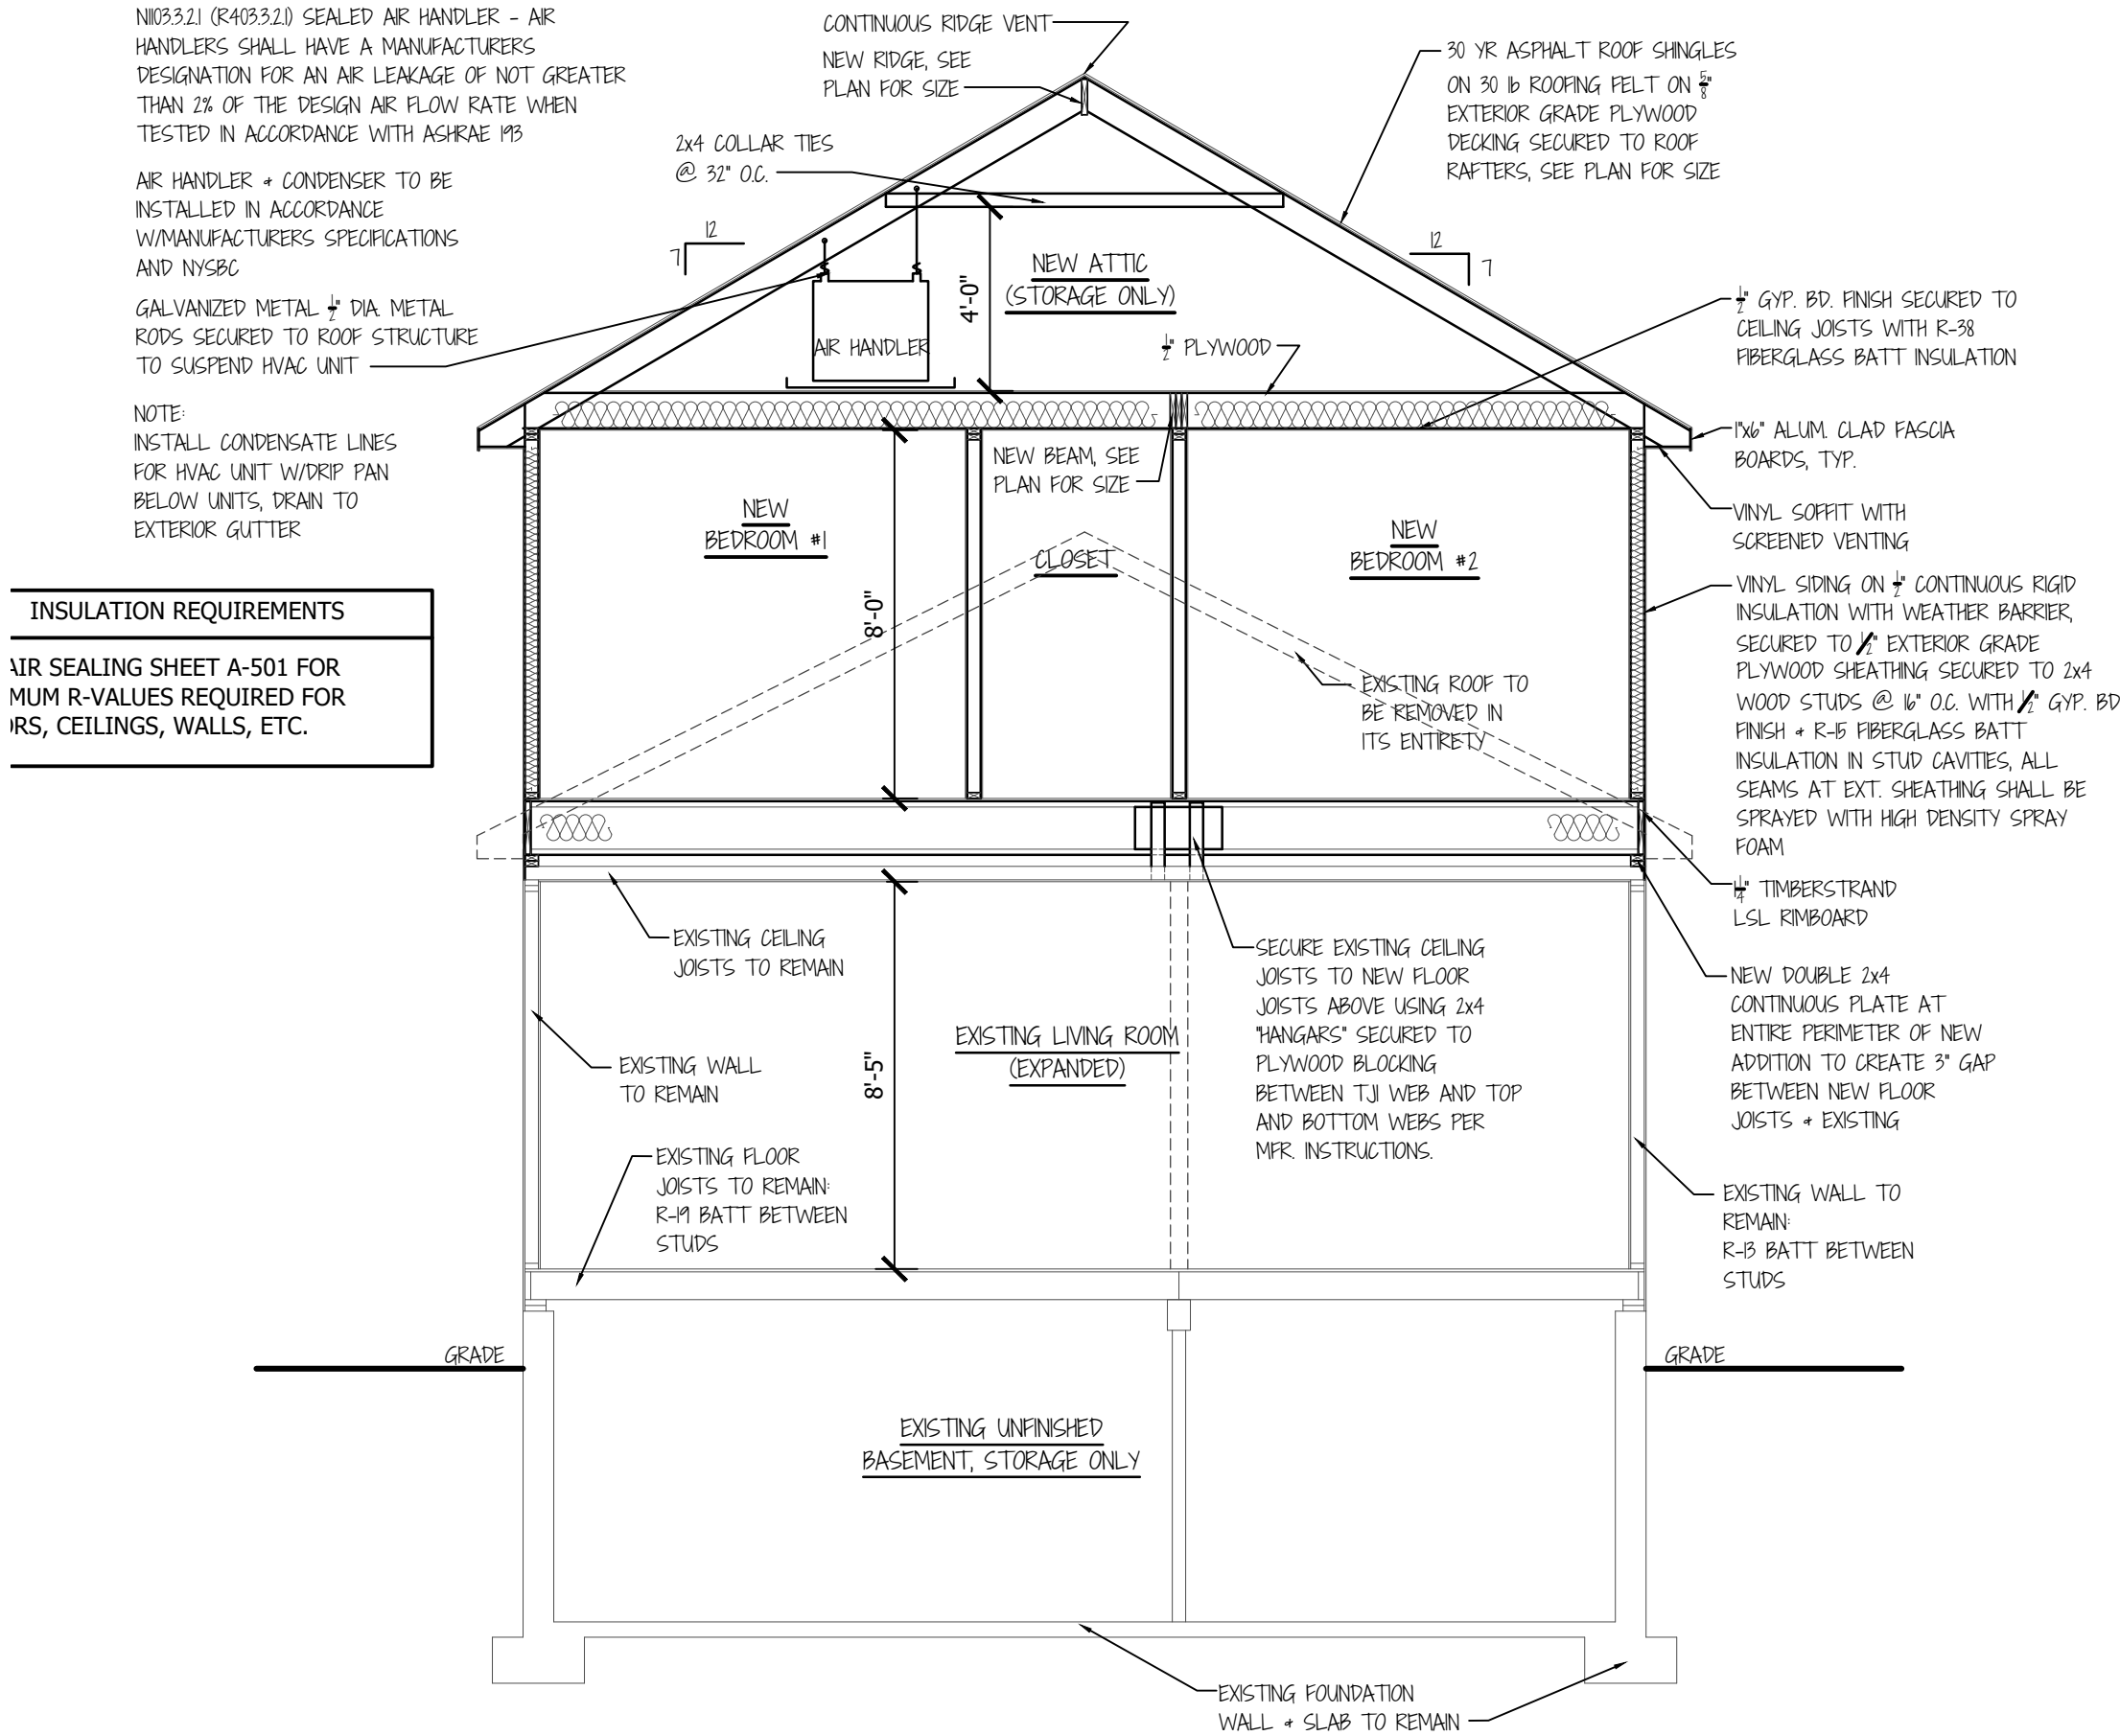 N1103.3.2.1 (R403.3.2.1) SEALED AIR HANDLER - AIR
HANDLERS SHALL HAVE A MANUFACTURERS
DESIGNATION FOR AN AIR LEAKAGE OF NOT GREATER
THAN 2% OF THE DESIGN AIR FLOW RATE WHEN
TESTED IN ACCORDANCE WITH ASHRAE 193
AIR HANDLER & CONDENSER TO BE
INSTALLED IN ACCORDANCE
W/MANUFACTURERS SPECIFICATIONS
AND NYSBC
GALVANIZED METAL 1/2" DIA. METAL
RODS SECURED TO ROOF STRUCTURE
TO SUSPEND HVAC UNIT
NOTE:
INSTALL CONDENSATE LINES
FOR HVAC UNIT W/DRIP PAN
BELOW UNITS, DRAIN TO
EXTERIOR GUTTER
INSULATION REQUIREMENTS
AIR SEALING SHEET A-501 FOR
MUM R-VALUES REQUIRED FOR
ORS, CEILINGS, WALLS, ETC.
CONTINUOUS RIDGE VENT
NEW RIDGE, SEE
PLAN FOR SIZE
2x4 COLLAR TIES
@ 32" O.C.
30 YR ASPHALT ROOF SHINGLES
ON 30 lb ROOFING FELT ON 5/8"
EXTERIOR GRADE PLYWOOD
DECKING SECURED TO ROOF
RAFTERS, SEE PLAN FOR SIZE
12
7
12
7
NEW ATTIC
(STORAGE ONLY)
4'-0"
AIR HANDLER
1/2" PLYWOOD
1/2" GYP. BD. FINISH SECURED TO
CEILING JOISTS WITH R-38
FIBERGLASS BATT INSULATION
1"x6" ALUM. CLAD FASCIA
BOARDS, TYP.
VINYL SOFFIT WITH
SCREENED VENTING
NEW BEAM, SEE
PLAN FOR SIZE
NEW
BEDROOM #1
CLOSET
NEW
BEDROOM #2
8'-0"
EXISTING ROOF TO
BE REMOVED IN
ITS ENTIRETY
VINYL SIDING ON 1/2" CONTINUOUS RIGID
INSULATION WITH WEATHER BARRIER,
SECURED TO 1/2" EXTERIOR GRADE
PLYWOOD SHEATHING SECURED TO 2x4
WOOD STUDS @ 16" O.C. WITH 1/2" GYP. BD
FINISH & R-15 FIBERGLASS BATT
INSULATION IN STUD CAVITIES, ALL
SEAMS AT EXT. SHEATHING SHALL BE
SPRAYED WITH HIGH DENSITY SPRAY
FOAM
1 1/4" TIMBERSTRAND
LSL RIMBOARD
NEW DOUBLE 2x4
CONTINUOUS PLATE AT
ENTIRE PERIMETER OF NEW
ADDITION TO CREATE 3" GAP
BETWEEN NEW FLOOR
JOISTS & EXISTING
EXISTING CEILING
JOISTS TO REMAIN
SECURE EXISTING CEILING
JOISTS TO NEW FLOOR
JOISTS ABOVE USING 2x4
"HANGARS" SECURED TO
PLYWOOD BLOCKING
BETWEEN TJI WEB AND TOP
AND BOTTOM WEBS PER
MFR. INSTRUCTIONS.
EXISTING LIVING ROOM
(EXPANDED)
8'-5"
EXISTING WALL
TO REMAIN
EXISTING FLOOR
JOISTS TO REMAIN:
R-19 BATT BETWEEN
STUDS
EXISTING WALL TO
REMAIN:
R-13 BATT BETWEEN
STUDS
GRADE
GRADE
EXISTING UNFINISHED
BASEMENT, STORAGE ONLY
EXISTING FOUNDATION
WALL & SLAB TO REMAIN